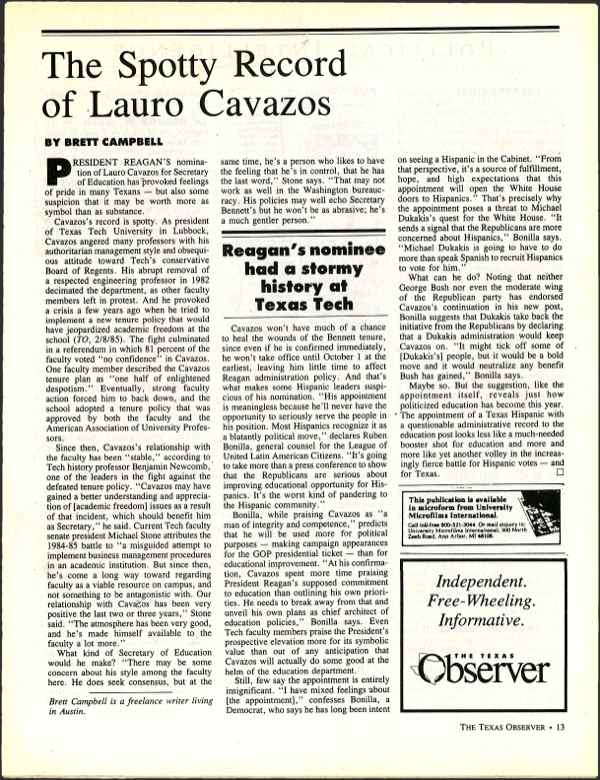 The Spotty Record
of Lauro Cavazos
BY BRETT CAMPBELL
PRESIDENT REAGAN'S nomina-
tion of Lauro Cavazos for Secretary
of Education has provoked feelings
of pride in many Texans — but also some
suspicion that it may be worth more as
symbol than as substance.
Cavazos's record is spotty. As president
of Texas Tech University in Lubbock,
Cavazos angered many professors with his
authoritarian management style and obsequi-
ous attitude toward Tech's conservative
Board of Regents. His abrupt removal of
a respected engineering professor in 1982
decimated the department, as other faculty
members left in protest. And he provoked
a crisis a few years ago when he tried to
implement a new tenure policy that would
have jeopardized academic freedom at the
school (TO, 2/8/85). The fight culminated
in a referendum in which 81 percent of the
faculty voted "no confidence" in Cavazos.
One faculty member described the Cavazos
tenure plan as "one half of enlightened
despotism." Eventually, strong faculty
action forced him to back down, and the
school adopted a tenure policy that was
approved by both the faculty and the
American Association of University Profes-
sors.
Since then, Cavazos's relationship with
the faculty has been "stable," according to
Tech history professor Benjamin Newcomb,
one of the leaders in the fight against the
defeated tenure policy. "Cavazos may have
gained a better understanding and apprecia-
tion of [academic freedom] issues as a result
of that incident, which should benefit him
as Secretary," he said. Current Tech faculty
senate president Michael Stone attributes the
1984-85 battle to "a misguided attempt to
implement business management procedures
in an academic institution. But since then,
he's come a long way toward regarding
faculty as a viable resource on campus, and
not something to be antagonistic with. Our
relationship with Cavazos has been very
positive the last two or three years," Stone
said. "The atmosphere has been very good,
and he's made himself available to the
faculty a lot more."
What kind of Secretary of Education
would he make? "There may be some
concern about his style among the faculty
here. He does seek consensus, but at the
Brett Campbell is a freelance writer living
in Austin.
same time, he's a person who likes to have
the feeling that he's in control, that he has
the last word," Stone says. "That may not
work as well in the Washington bureauc-
racy. His policies may well echo Secretary
Bennett's but he won't be as abrasive; he's
a much gentler person."
Reagan's nominee
had a stormy
history at
Texas Tech
Cavazos won't have much of a chance
to heal the wounds of the Bennett tenure,
since even if he is confirmed immediately,
he won't take office until October 1 at the
earliest, leaving him little time to affect
Reagan administration policy. And that's
what makes some Hispanic leaders suspi-
cious of his nomination. "His appointment
is meaningless because he'll never have the
opportunity to seriously serve the people in
his position. Most Hispanics recognize it as
a blatantly political move," declares Ruben
Bonilla, general counsel for the League of
United Latin American Citizens. "It's going
to take more than a press conference to show
that the Republicans are serious about
improving educational opportunity for His-
panics. It's the worst kind of pandering to
the Hispanic community."
Bonilla, while praising Cavazos as "a
man of integrity and competence," predicts
that he will be used more for political
purposes — making campaign appearances
for the GOP presidential ticket — than for
educational improvement. "At his confirma-
tion, Cavazos spent more time praising
President Reagan's supposed commitment
to education than outlining his own priori-
ties. He needs to break away from that and
unveil his own plans as chief architect of
education policies," Bonilla says. Even
Tech faculty members praise the President's
prospective elevation more for its symbolic
value than out of any anticipation that
Cavazos will actually do some good at the
helm of the education department.
Still, few say the appointment is entirely
insignificant. "I have mixed feelings about
[the appointment]," confesses Bonilla, a
Democrat, who says he has long been intent
on seeing a Hispanic in the Cabinet. "From
that perspective, it's a source of fulfillment,
hope, and high expectations that this
appointment will open the White House
doors to Hispanics." That's precisely why
the appointment poses a threat to Michael
Dukakis's quest for the White House. "It
sends a signal that the Republicans are more
concerned about Hispanics," Bonilla says.
"Michael Dukakis is going to have to do
more than speak Spanish to recruit Hispanics
to vote for him."
What can he do? Noting that neither
George Bush nor even the moderate wing
of the Republican party has endorsed
Cavazos's continuation in his new post,
Bonilla suggests that Dukakis take back the
initiative from the Republicans by declaring
that a Dukakis administration would keep
Cavazos on. "It might tick off some of
[Dukakis's] people, but it would be a bold
move and it would neutralize any benefit
Bush has gained," Bonilla says.
Maybe so. But the suggestion, like the
appointment itself, reveals just how
politicized education has become this year.
The appointment of a Texas Hispanic with
a questionable administrative record to the
education post looks less like a much-needed
booster shot for education and more and
more like yet another volley in the increas-
ingly fierce battle for Hispanic votes — and
for Texas. □
This publication is available
in microform from University
Microfilms International.
Call toll-free 800-521-3044. Or mail inquiry to:
University Microfilms International, 300 North
Zeeb Road, Ann Arbor, MI 48106.
Independent.
Free-Wheeling.
Informative.
THE TEXAS
Observer
THE TEXAS OBSERVER • 13